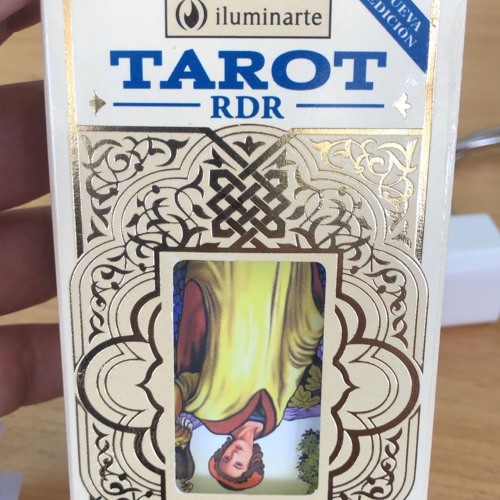 iluminarte
NUEVA
EDICIÓN
TAROT
RDR